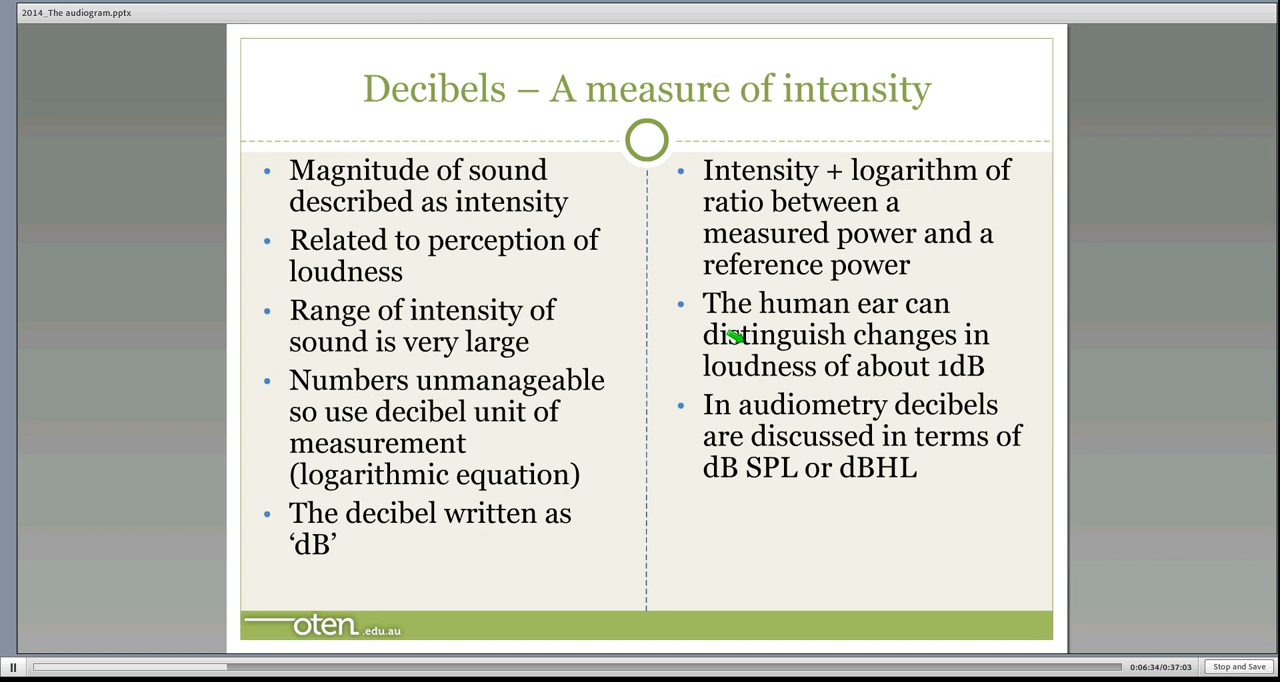 2014_The audiogram.pptx
Decibels – A measure of intensity
• Magnitude of sound
described as intensity
• Related to perception of
loudness
• Range of intensity of
sound is very large
• Numbers unmanageable
so use decibel unit of
measurement
(logarithmic equation)
• The decibel written as
‘dB’
• Intensity + logarithm of
ratio between a
measured power and a
reference power
• The human ear can
distinguish changes in
loudness of about 1dB
• In audiometry decibels
are discussed in terms of
dB SPL or dBHL
oten.edu.au
0:06:34/0:37:03
Stop and Save